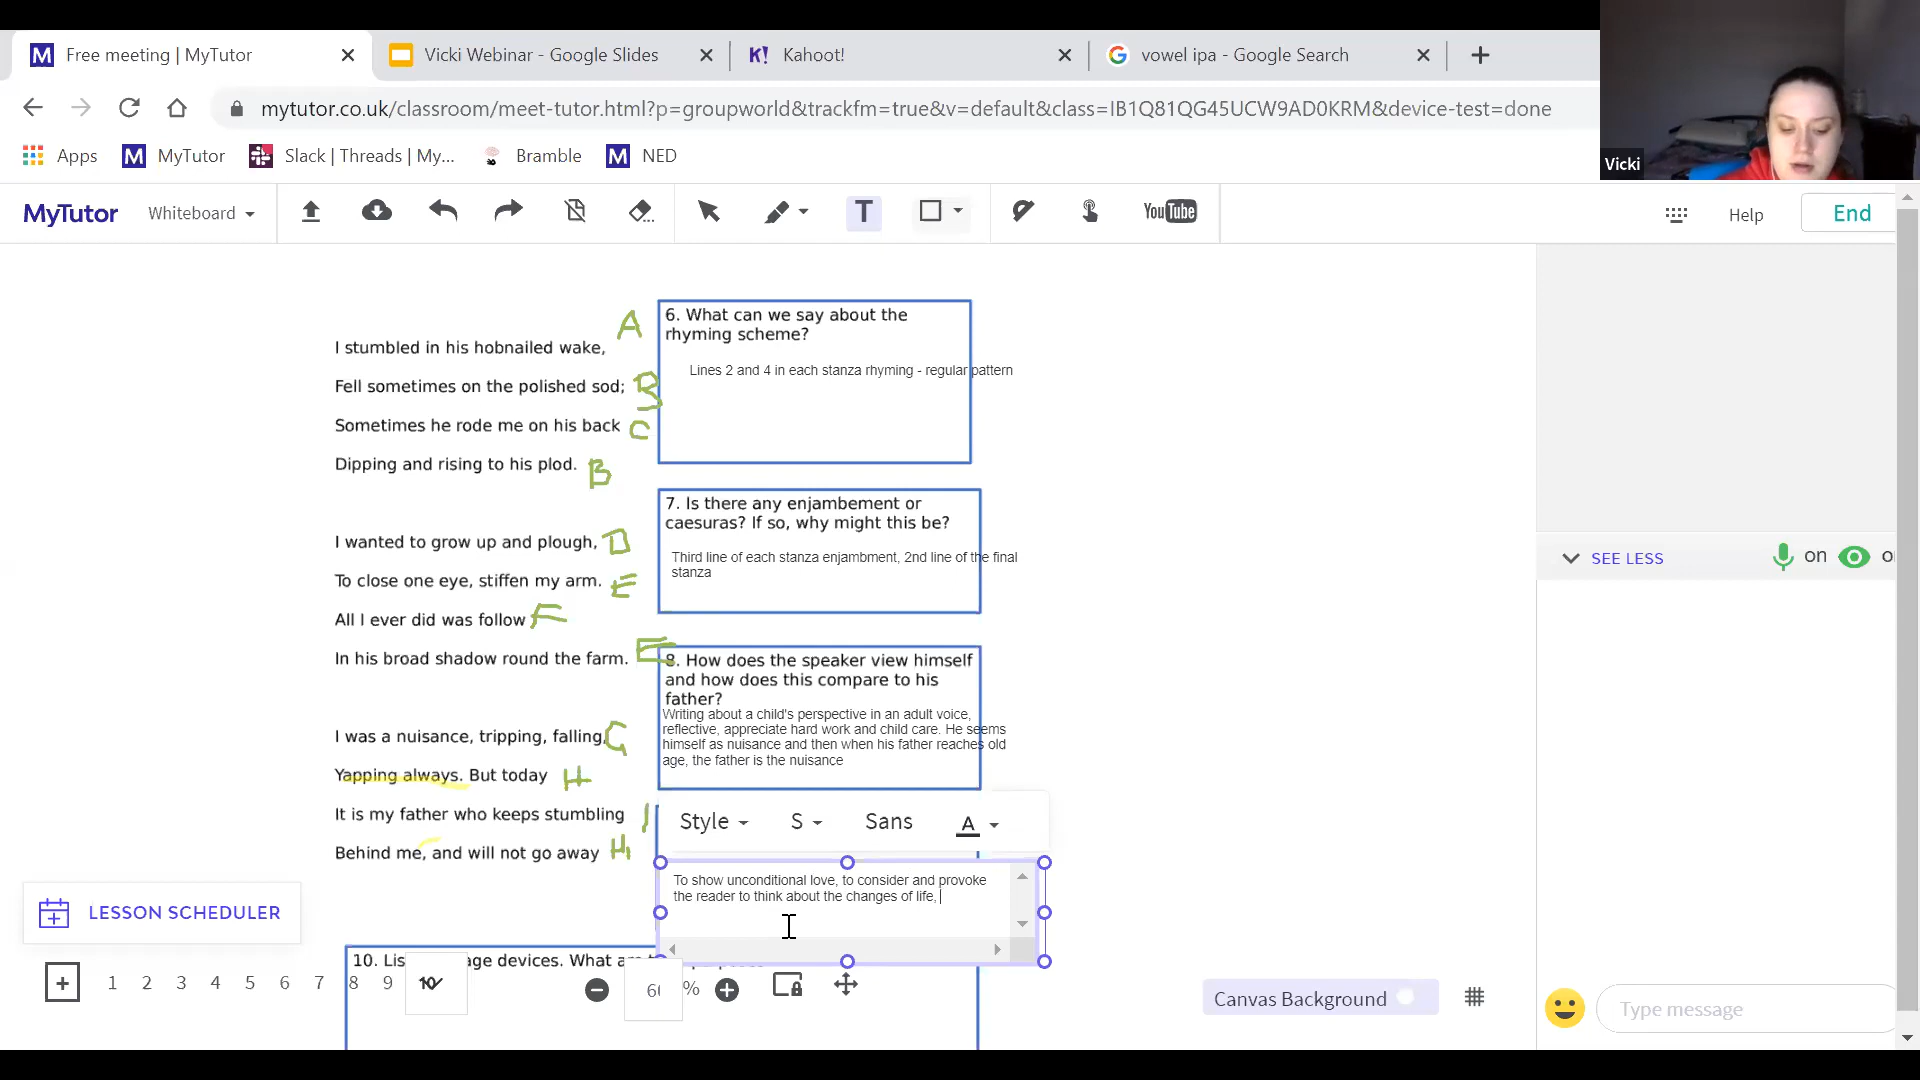 Free meeting | MyTutor
Vicki Webinar - Google Slides
K! Kahoot!
vowel ipa - Google Search
mytutor.co.uk/classroom/meet-tutor.html?p=groupworld&trackfm=true&v=default&class=IB1Q81QG45UCW9AD0KRM&device-test=done
Apps
MyTutor
Slack | Threads | My...
Bramble
NED
Vicki
MyTutor
Whiteboard
T
YouTube
Help
End
I stumbled in his hobnailed wake, A
Fell sometimes on the polished sod; B
Sometimes he rode me on his back C
Dipping and rising to his plod. B
I wanted to grow up and plough, D
To close one eye, stiffen my arm. E
All I ever did was follow F
In his broad shadow round the farm. E
I was a nuisance, tripping, falling, G
Yapping always. But today H
It is my father who keeps stumbling I
Behind me, and will not go away H
6. What can we say about the
rhyming scheme?
Lines 2 and 4 in each stanza rhyming - regular pattern
7. Is there any enjambement or
caesuras? If so, why might this be?
Third line of each stanza enjambment, 2nd line of the final
stanza
8. How does the speaker view himself
and how does this compare to his
father?
Writing about a child's perspective in an adult voice,
reflective, appreciate hard work and child care. He seems
himself as nuisance and then when his father reaches old
age, the father is the nuisance
Style
S
Sans
A
To show unconditional love, to consider and provoke
the reader to think about the changes of life,
10. Lis age devices. What are
SEE LESS
on
LESSON SCHEDULER
1 2 3 4 5 6 7 8 9 10
%
Canvas Background
Type message